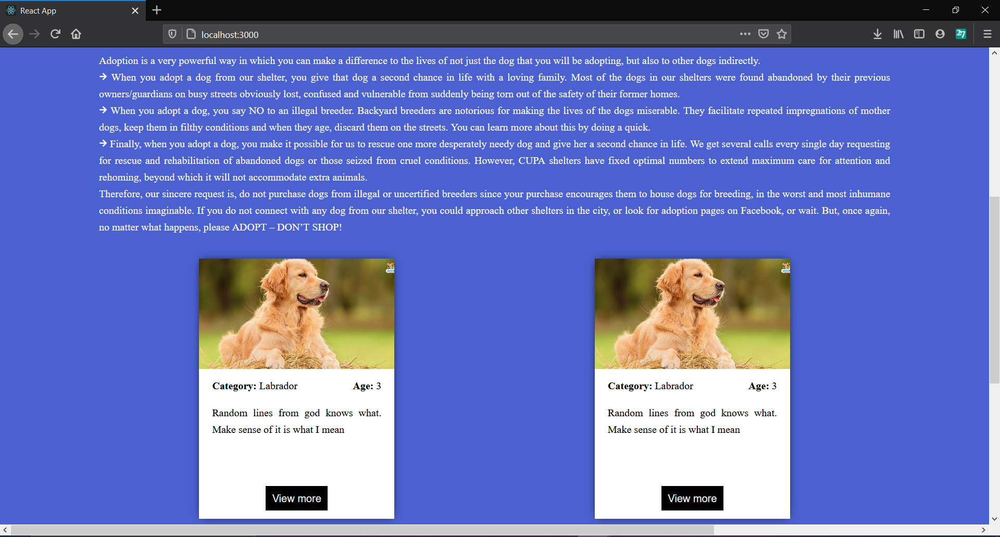 React App
localhost:3000
27
Adoption is a very powerful way in which you can make a difference to the lives of not just the dog that you will be adopting, but also to other dogs indirectly.
→ When you adopt a dog from our shelter, you give that dog a second chance in life with a loving family. Most of the dogs in our shelters were found abandoned by their previous
owners/guardians on busy streets obviously lost, confused and vulnerable from suddenly being torn out of the safety of their former homes.
→ When you adopt a dog, you say NO to an illegal breeder. Backyard breeders are notorious for making the lives of the dogs miserable. They facilitate repeated impregnations of mother
dogs, keep them in filthy conditions and when they age, discard them on the streets. You can learn more about this by doing a quick.
→ Finally, when you adopt a dog, you make it possible for us to rescue one more desperately needy dog and give her a second chance in life. We get several calls every single day requesting
for rescue and rehabilitation of abandoned dogs or those seized from cruel conditions. However, CUPA shelters have fixed optimal numbers to extend maximum care for attention and
rehoming, beyond which it will not accommodate extra animals.
Therefore, our sincere request is, do not purchase dogs from illegal or uncertified breeders since your purchase encourages them to house dogs for breeding, in the worst and most inhumane
conditions imaginable. If you do not connect with any dog from our shelter, you could approach other shelters in the city, or look for adoption pages on Facebook, or wait. But, once again,
no matter what happens, please ADOPT – DON’T SHOP!
Category: Labrador Age: 3
Random lines from god knows what.
Make sense of it is what I mean
View more
Category: Labrador Age: 3
Random lines from god knows what.
Make sense of it is what I mean
View more